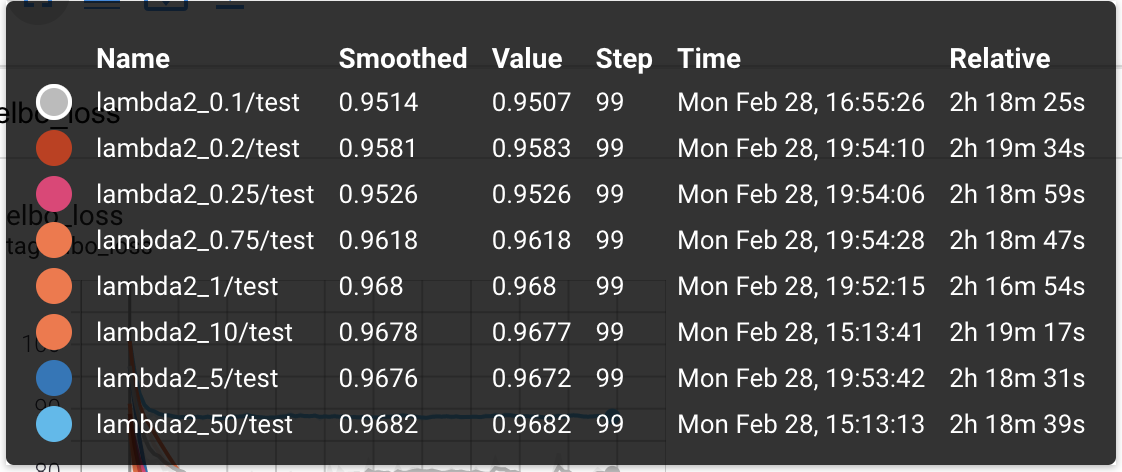 Name Smoothed Value Step Time Relative
lambda2_0.1/test 0.9514 0.9507 99 Mon Feb 28, 16:55:26 2h 18m 25s
elbo_loss
lambda2_0.2/test 0.9581 0.9583 99 Mon Feb 28, 19:54:10 2h 19m 34s
lambda2_0.25/test 0.9526 0.9526 99 Mon Feb 28, 19:54:06 2h 18m 59s
elbo_loss
lambda2_0.75/test 0.9618 0.9618 99 Mon Feb 28, 19:54:28 2h 18m 47s
lambda2_1/test 0.968 0.968 99 Mon Feb 28, 19:52:15 2h 16m 54s
lambda2_10/test 0.9678 0.9677 99 Mon Feb 28, 15:13:41 2h 19m 17s
lambda2_5/test 0.9676 0.9672 99 Mon Feb 28, 19:53:42 2h 18m 31s
90
lambda2_50/test 0.9682 0.9682 99 Mon Feb 28, 15:13:13 2h 18m 39s
80